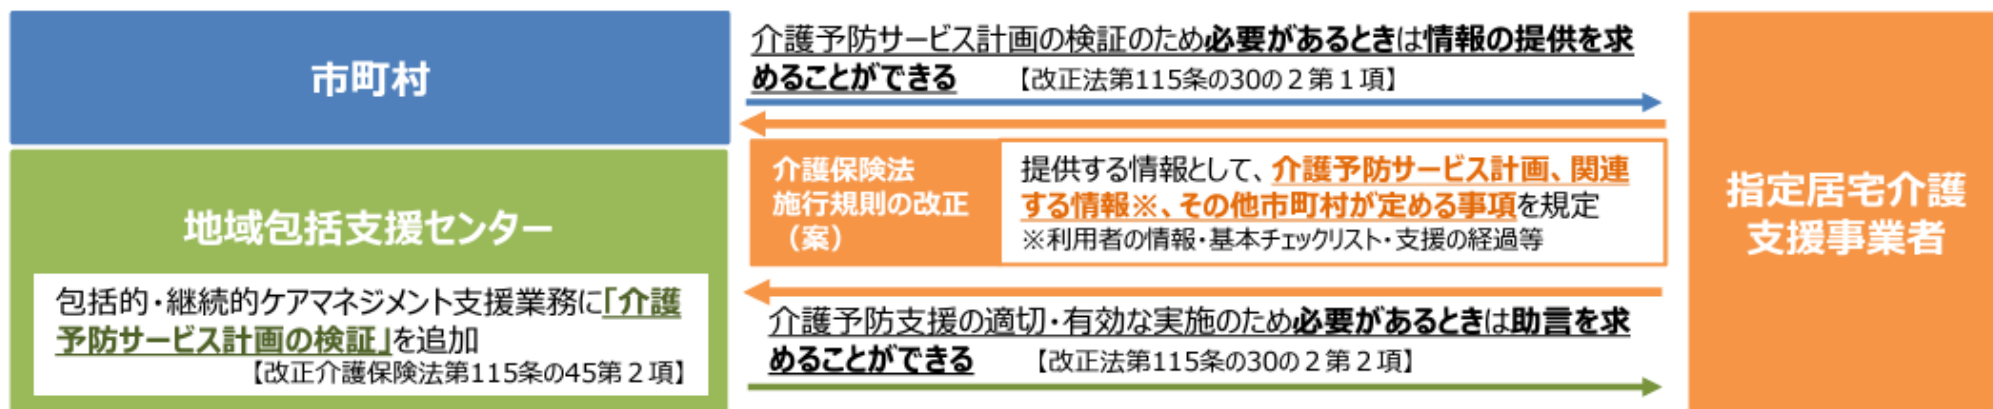 市町村
地域包括支援センター
包括的・継続的ケアマネジメント支援業務に「介護
予防サービス計画の検証」を追加
【改正介護保険法第115条の45第２項】
介護予防サービス計画の検証のため必要があるときは情報の提供を求
めることができる 【改正法第115条の30の２第１項】
介護保険法
施行規則の改正
（案）
提供する情報として、介護予防サービス計画、関連
する情報※、その他市町村が定める事項を規定
※利用者の情報・基本チェックリスト・支援の経過等
介護予防支援の適切・有効な実施のため必要があるときは助言を求
めることができる 【改正法第115条の30の２第２項】
指定居宅介護
支援事業者